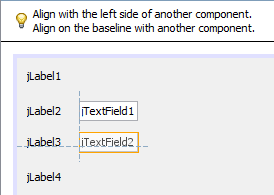 Align with the left side of another component.
Align on the baseline with another component.
jLabel1
jLabel2 jTextField1
jLabel3 jTextField2
jLabel4